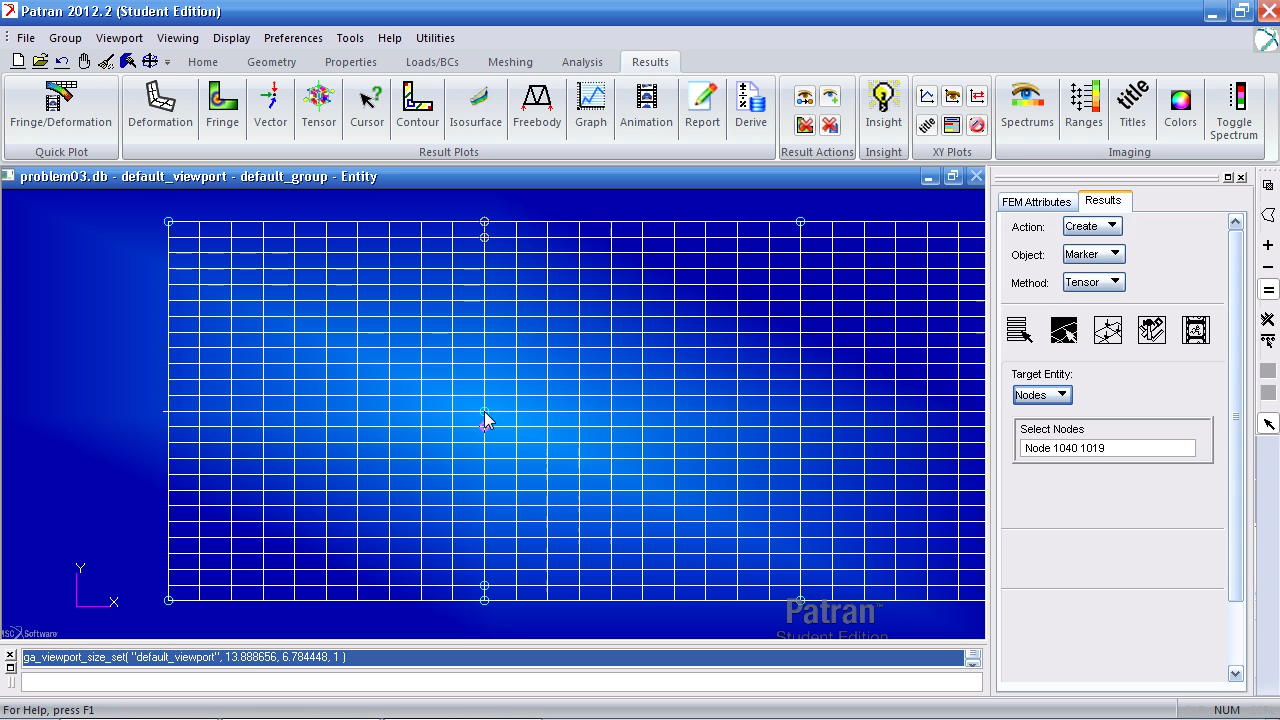 Patran 2012.2 (Student Edition)
File Group Viewport Viewing Display Preferences Tools Help Utilities
Home Geometry Properties Loads/BCs Meshing Analysis Results
Fringe/Deformation Deformation Fringe Vector Tensor Cursor Contour Isosurface Freebody Graph Animation Report Derive Insight Spectrums Ranges Titles Colors Toggle Spectrum
Quick Plot Result Plots Result Actions Insight XY Plots Imaging
problem03.db - default_viewport - default_group - Entity
FEM Attributes Results
Action: Create
Object: Marker
Method: Tensor
Target Entity:
Nodes
Select Nodes
Node 1040 1019
Y
X
Patran™
Student Edition
MSC Software
ga_viewport_size_set( "default_viewport", 13.888656, 6.784448, 1 )
For Help, press F1
NUM